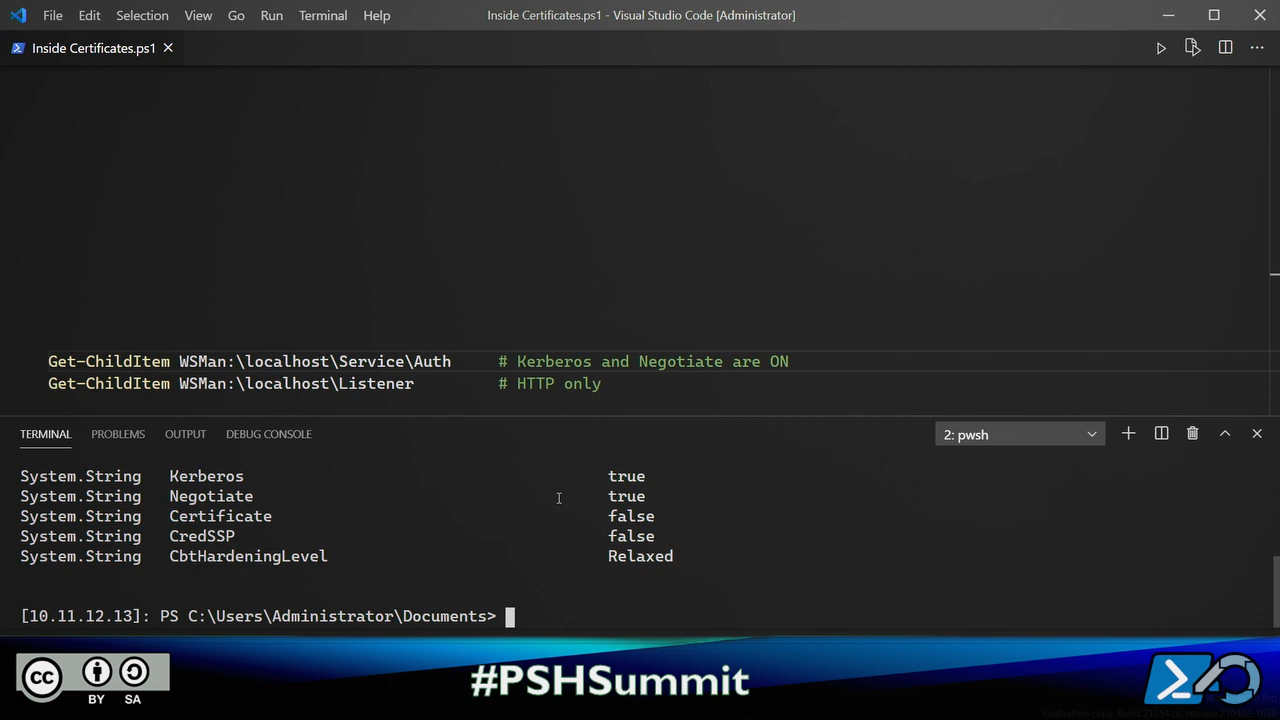 File Edit Selection View Go Run Terminal Help Inside Certificates.ps1 - Visual Studio Code [Administrator]
Inside Certificates.ps1
Get-ChildItem WSMan:\localhost\Service\Auth # Kerberos and Negotiate are ON
Get-ChildItem WSMan:\localhost\Listener # HTTP only
TERMINAL PROBLEMS OUTPUT DEBUG CONSOLE 2: pwsh
System.String Kerberos true
System.String Negotiate true
System.String Certificate false
System.String CredSSP false
System.String CbtHardeningLevel Relaxed
[10.11.12.13]: PS C:\Users\Administrator\Documents>
#PSHSummit
cc
BY SA